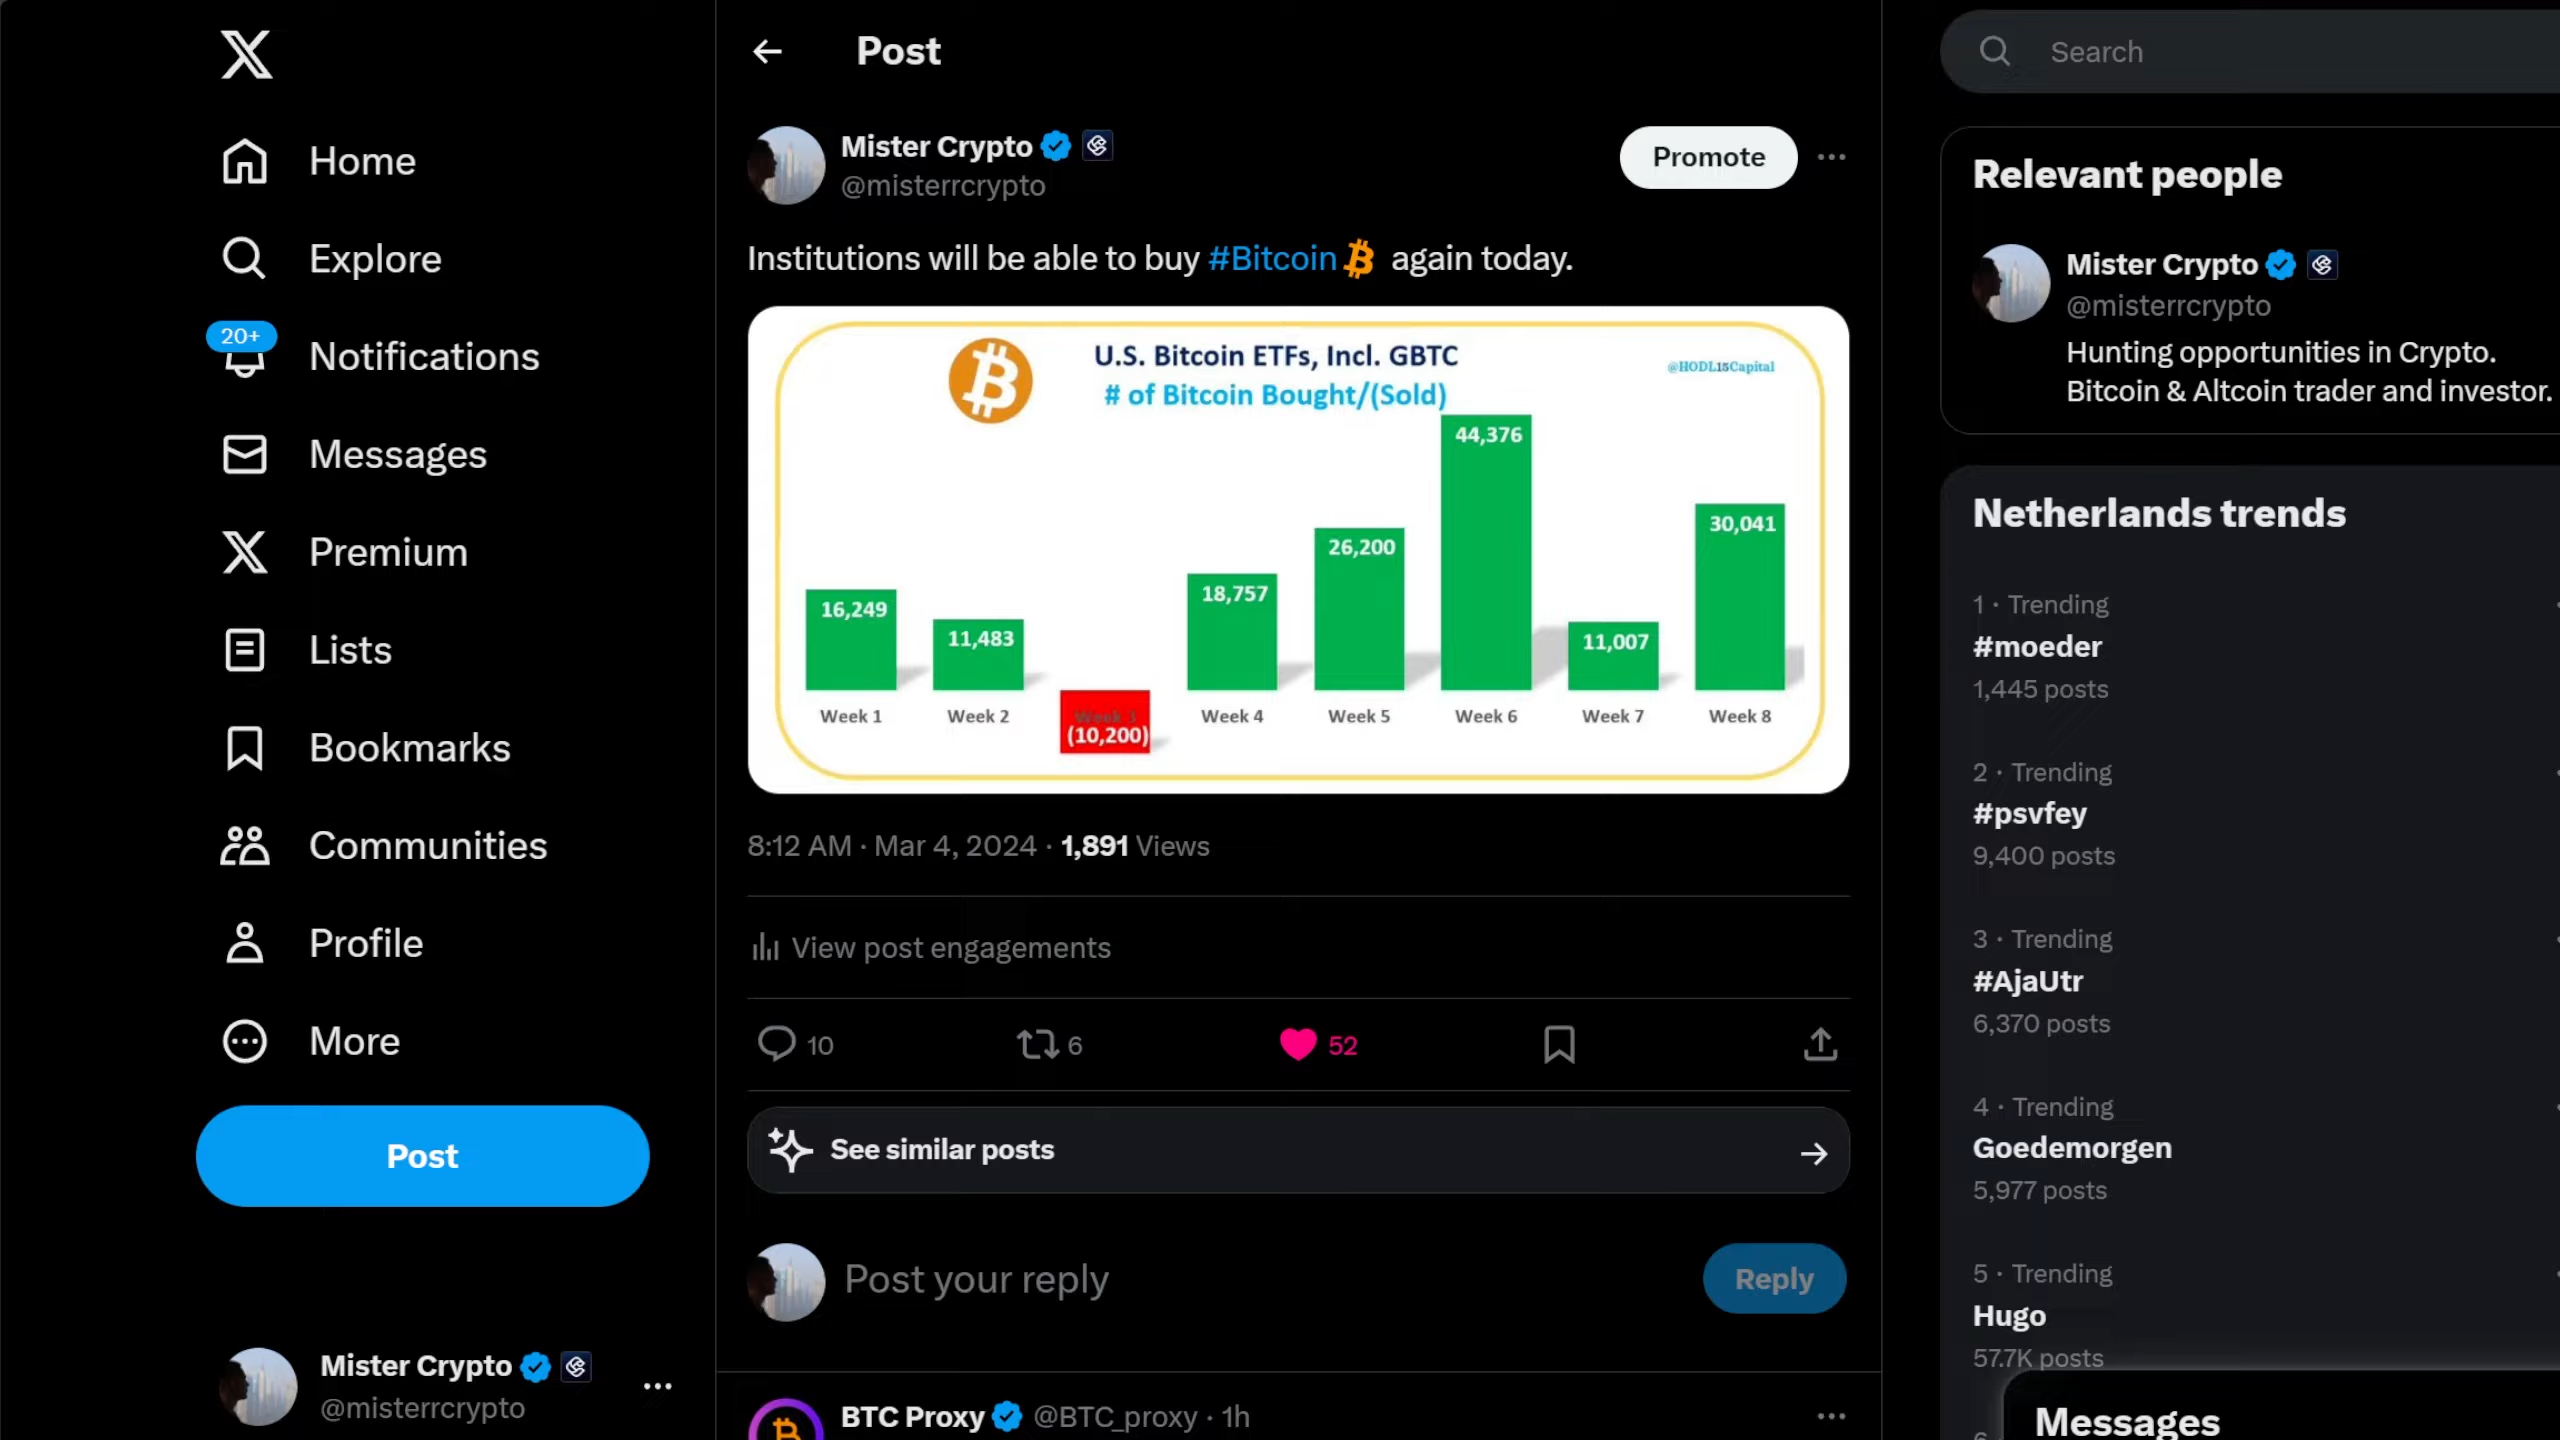 Home
Explore
20+
Notifications
Messages
Premium
Lists
Bookmarks
Communities
Profile
More
Post
Mister Crypto
@misterrcrypto
Post
Mister Crypto
@misterrcrypto
Promote
Institutions will be able to buy #Bitcoin again today.
U.S. Bitcoin ETFs, Incl. GBTC
# of Bitcoin Bought/(Sold)
@HODL15Capital
16,249
11,483
(10,200)
18,757
26,200
44,376
11,007
30,041
Week 1
Week 2
Week 3
Week 4
Week 5
Week 6
Week 7
Week 8
8:12 AM · Mar 4, 2024 · 1,891 Views
View post engagements
10
6
52
See similar posts
Post your reply
Reply
BTC Proxy @BTC_proxy · 1h
Search
Relevant people
Mister Crypto
@misterrcrypto
Hunting opportunities in Crypto.
Bitcoin & Altcoin trader and investor.
Netherlands trends
1 · Trending
#moeder
1,445 posts
2 · Trending
#psvfey
9,400 posts
3 · Trending
#AjaUtr
6,370 posts
4 · Trending
Goedemorgen
5,977 posts
5 · Trending
Hugo
57.7K posts
Messages